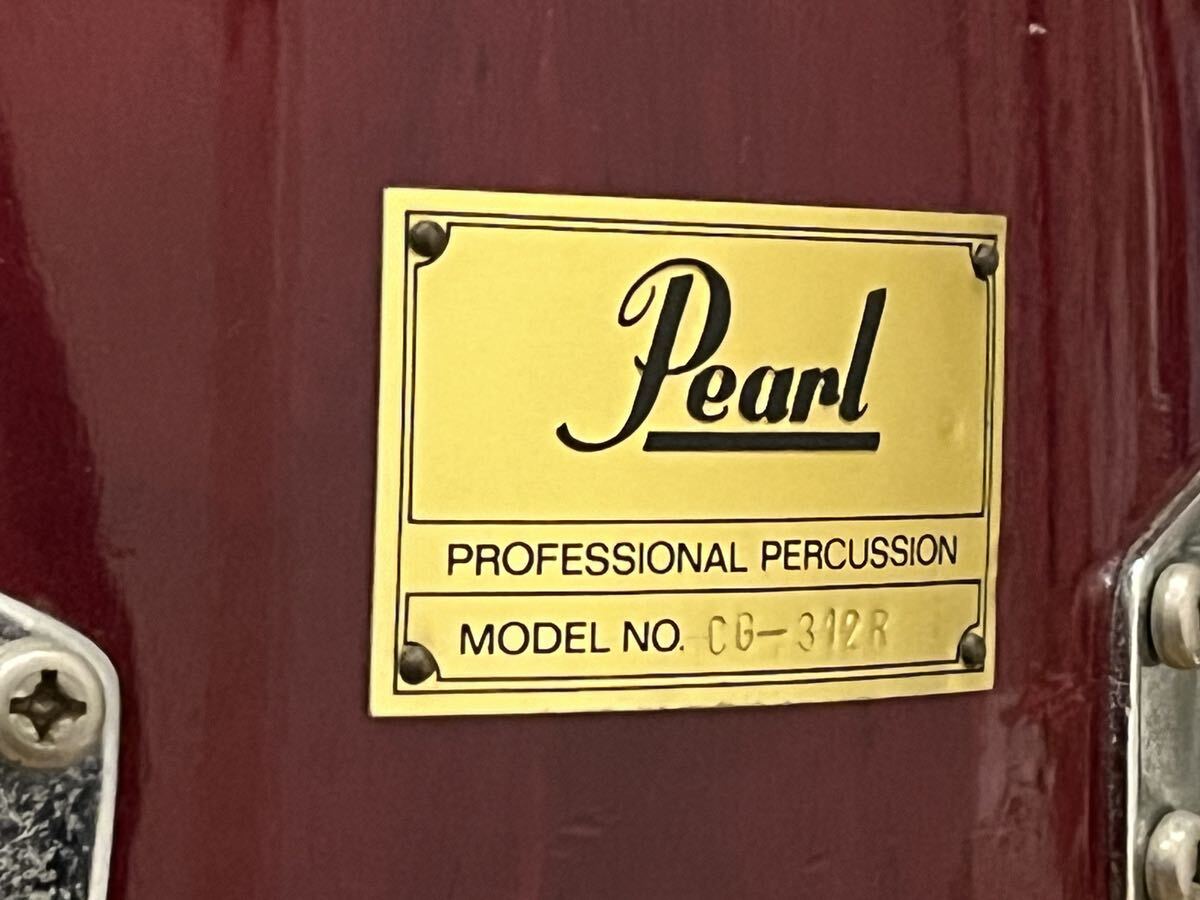 Pearl
PROFESSIONAL PERCUSSION
MODEL NO. CG-312R